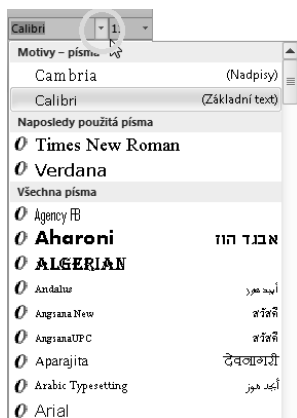 Calibri 1.
Motivy – písma
Cambria (Nadpisy)
Calibri (Základní text)
Naposledy použitá písma
Times New Roman
Verdana
Všechna písma
Agency FB
Aharoni אבגד הוז
ALGERIAN
Andalus أبجد هوز
Angsana New สวัสดี
AngsanaUPC สวัสดี
Aparajita देवनागरी
Arabic Typesetting أبجد هوز
Arial